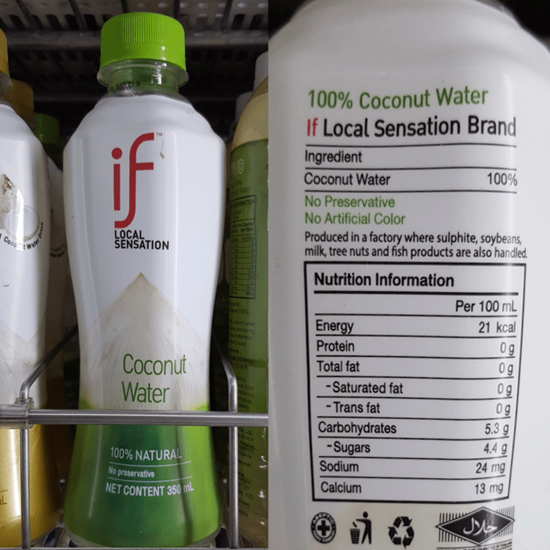 if™
LOCAL
SENSATION
Coconut
Water
100% NATURAL
No preservative
NET CONTENT 350 mL
100% Coconut Water
If Local Sensation Brand
Ingredient
Coconut Water 100%
No Preservative
No Artificial Color
Produced in a factory where sulphite, soybeans,
milk, tree nuts and fish products are also handled.
Nutrition Information
Per 100 mL
Energy 21 kcal
Protein 0 g
Total fat 0 g
-Saturated fat 0 g
-Trans fat 0 g
Carbohydrates 5.3 g
-Sugars 4.4 g
Sodium 24 mg
Calcium 13 mg
حلال